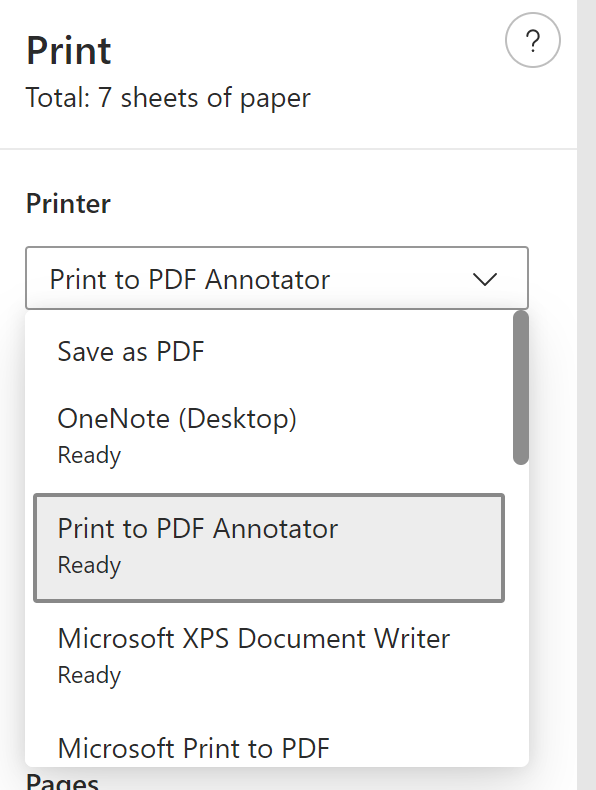 Print
?
Total: 7 sheets of paper
Printer
Print to PDF Annotator
Save as PDF
OneNote (Desktop)
Ready
Print to PDF Annotator
Ready
Microsoft XPS Document Writer
Ready
Microsoft Print to PDF
Pages